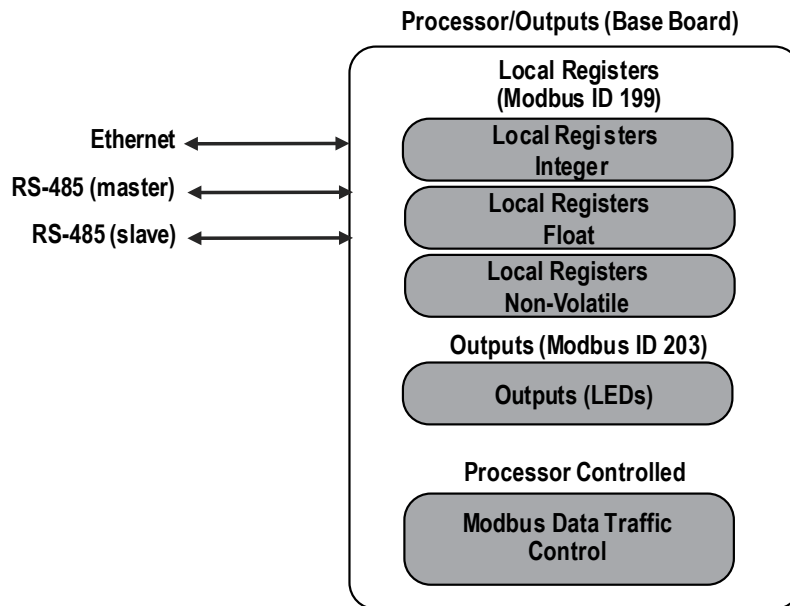 Processor/Outputs (Base Board)
Local Registers
(Modbus ID 199)
Ethernet
RS-485 (master)
RS-485 (slave)
Local Registers
Integer
Local Registers
Float
Local Registers
Non-Volatile
Outputs (Modbus ID 203)
Outputs (LEDs)
Processor Controlled
Modbus Data Traffic
Control